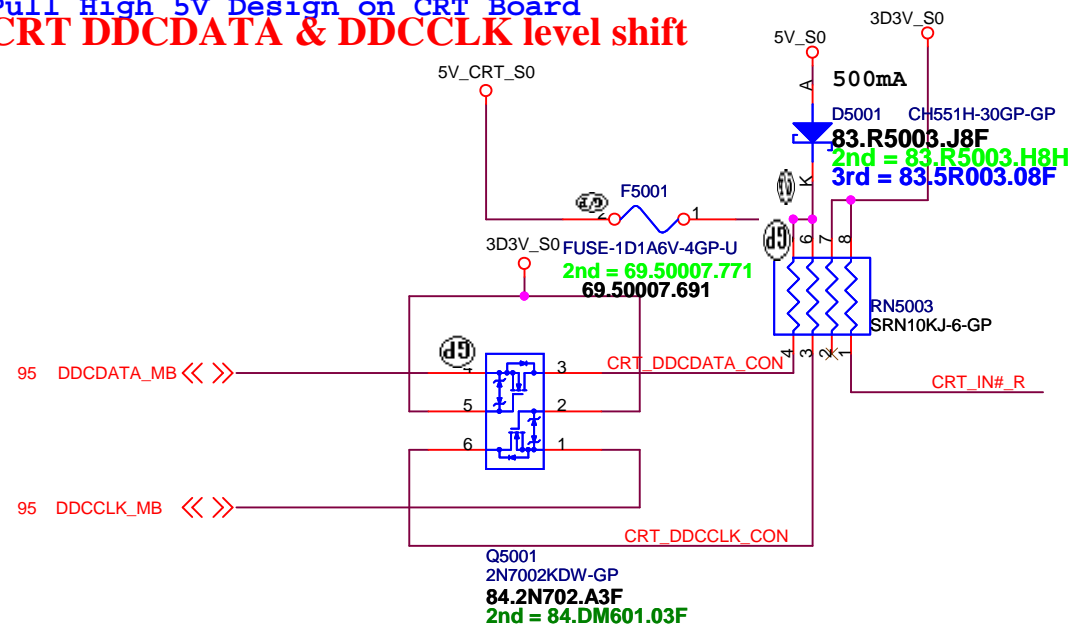 Pull High 5V Design on CRT Board
CRT DDCDATA & DDCCLK level shift
3D3V_S0
5V_S0
5V_CRT_S0
A
500mA
D5001
CH551H-30GP-GP
83.R5003.J8F
2nd = 83.R5003.H8H
3rd = 83.5R003.08F
K
F5001
2
1
3D3V_S0
FUSE-1D1A6V-4GP-U
2nd = 69.50007.771
69.50007.691
GP
6
7
8
RN5003
SRN10KJ-6-GP
4
3
2
1
GP
95 DDCDATA_MB
4
3
CRT_DDCDATA_CON
CRT_IN#_R
5
2
6
1
95 DDCCLK_MB
CRT_DDCCLK_CON
Q5001
2N7002KDW-GP
84.2N702.A3F
2nd = 84.DM601.03F